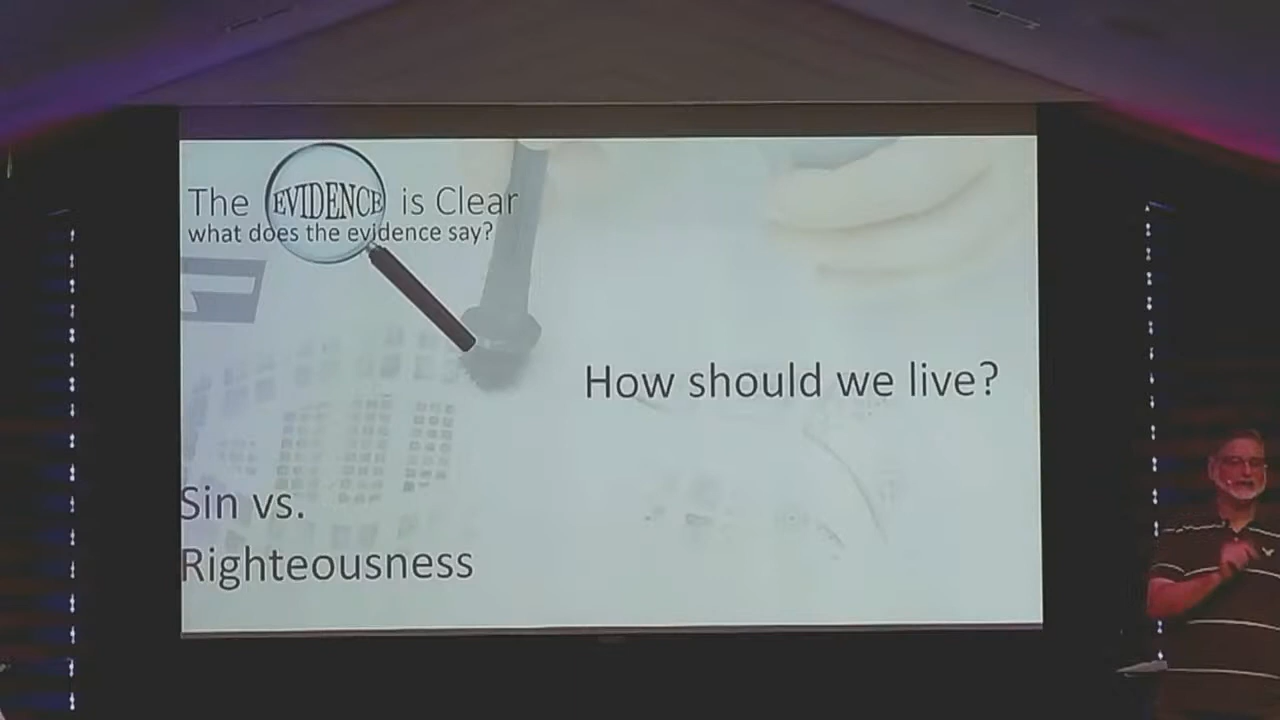 The EVIDENCE is Clear
what does the evidence say?
How should we live?
Sin vs.
Righteousness